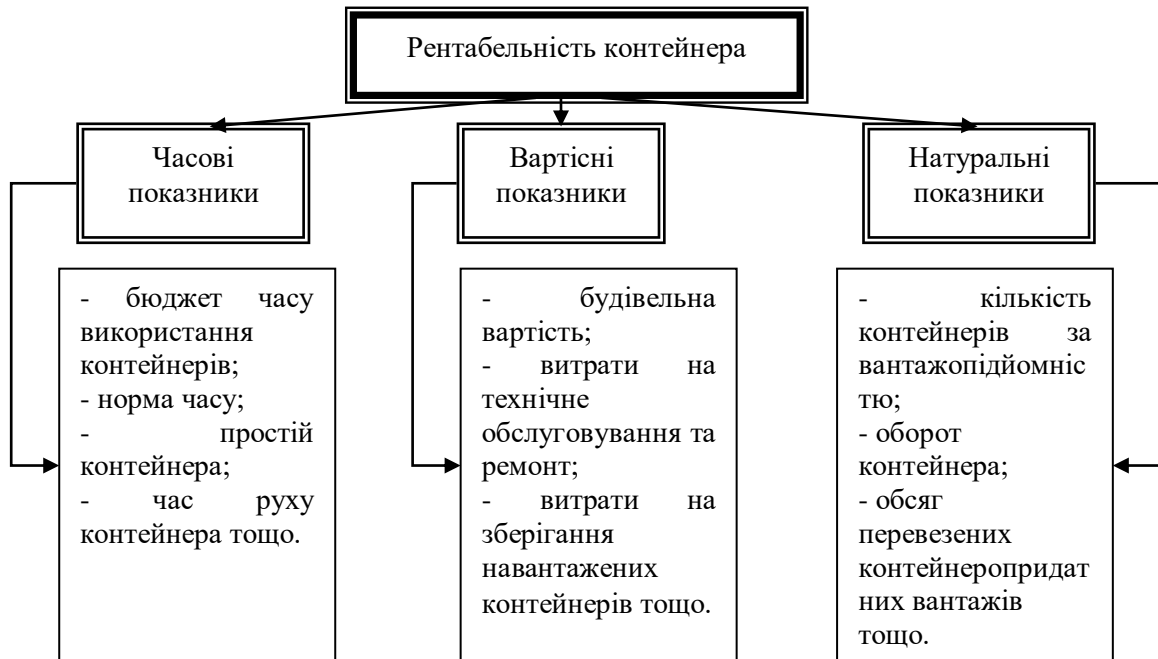 Рентабельність контейнера
Часові
показники
Вартісні
показники
Натуральні
показники
- бюджет часу
використання
контейнерів;
- норма часу;
- простій
контейнера;
- час руху
контейнера тощо.
- будівельна
вартість;
- витрати на
технічне
обслуговування та
ремонт;
- витрати на
зберігання
навантажених
контейнерів тощо.
- кількість
контейнерів за
вантажопідйомніс
тю;
- оборот
контейнера;
- обсяг
перевезених
контейнеропридат
них вантажів
тощо.